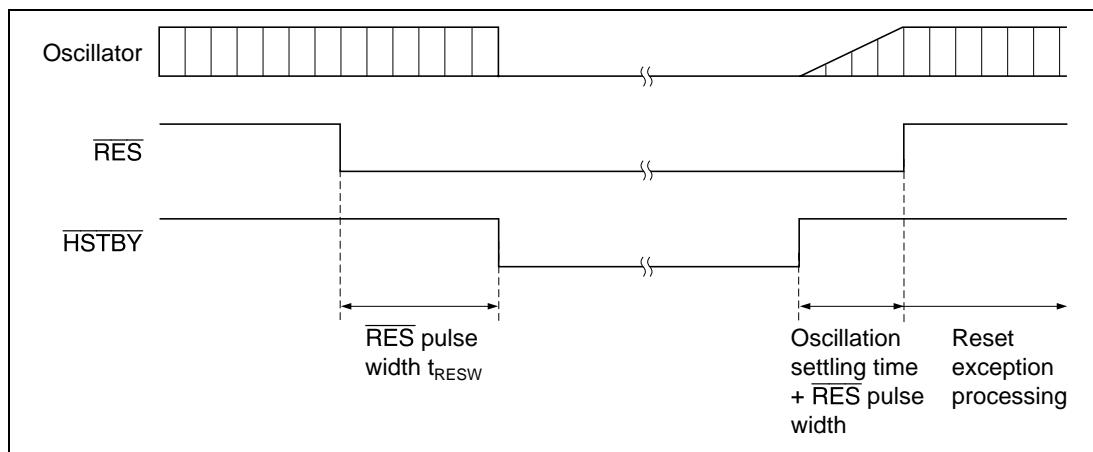 Oscillator
RES
HSTBY
RES pulse
width tRESW
Oscillation
settling time
+ RES pulse
width
Reset
exception
processing